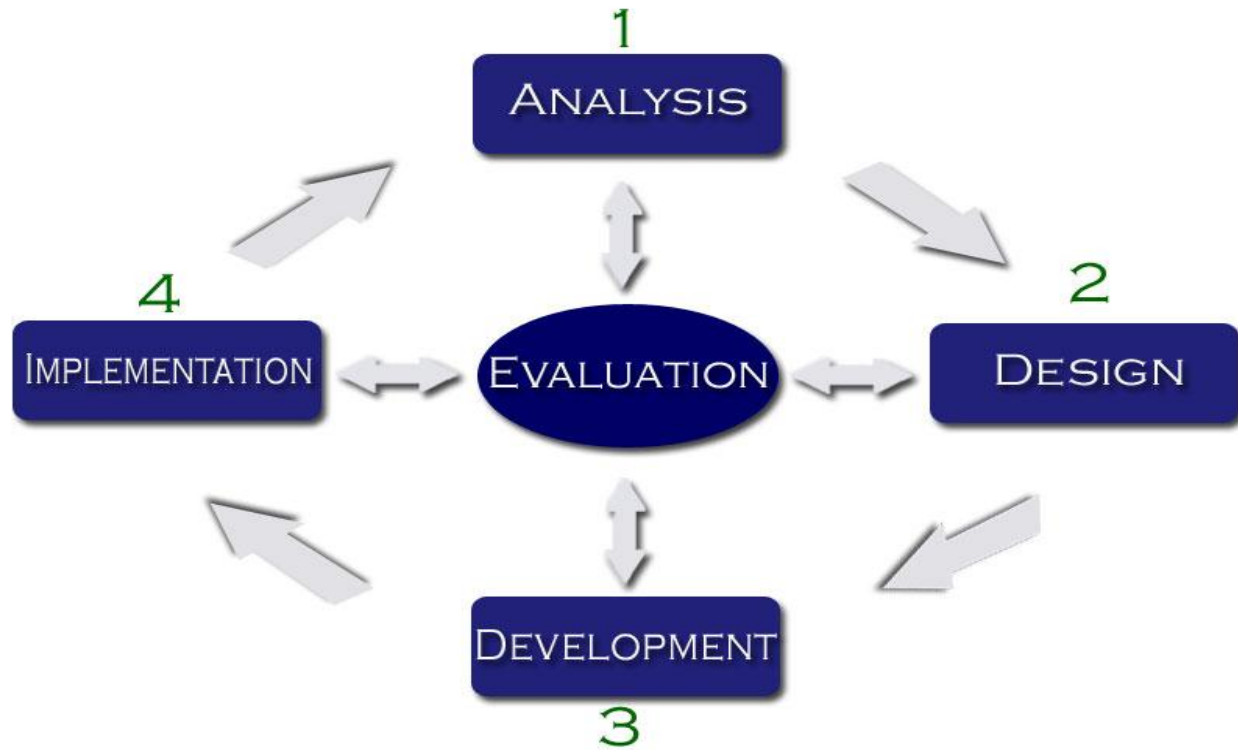 1
ANALYSIS
2
DESIGN
4
IMPLEMENTATION
EVALUATION
DEVELOPMENT
3